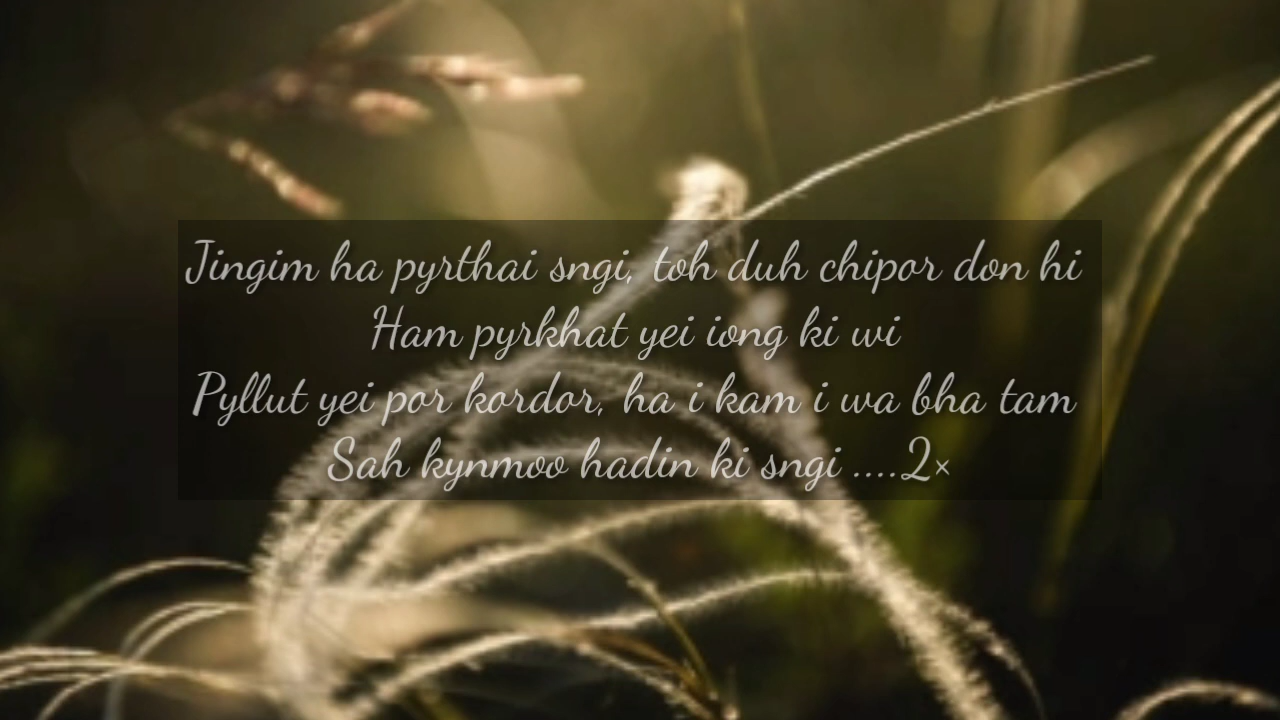 Jingim ha pyrthai sngi, toh duh chipor don hi
Ham pyrkhat yei iong ki wi
Pyllut yei por kordor, ha i kam i wa bha tam
Sah kynmoo hadin ki sngi ....2×